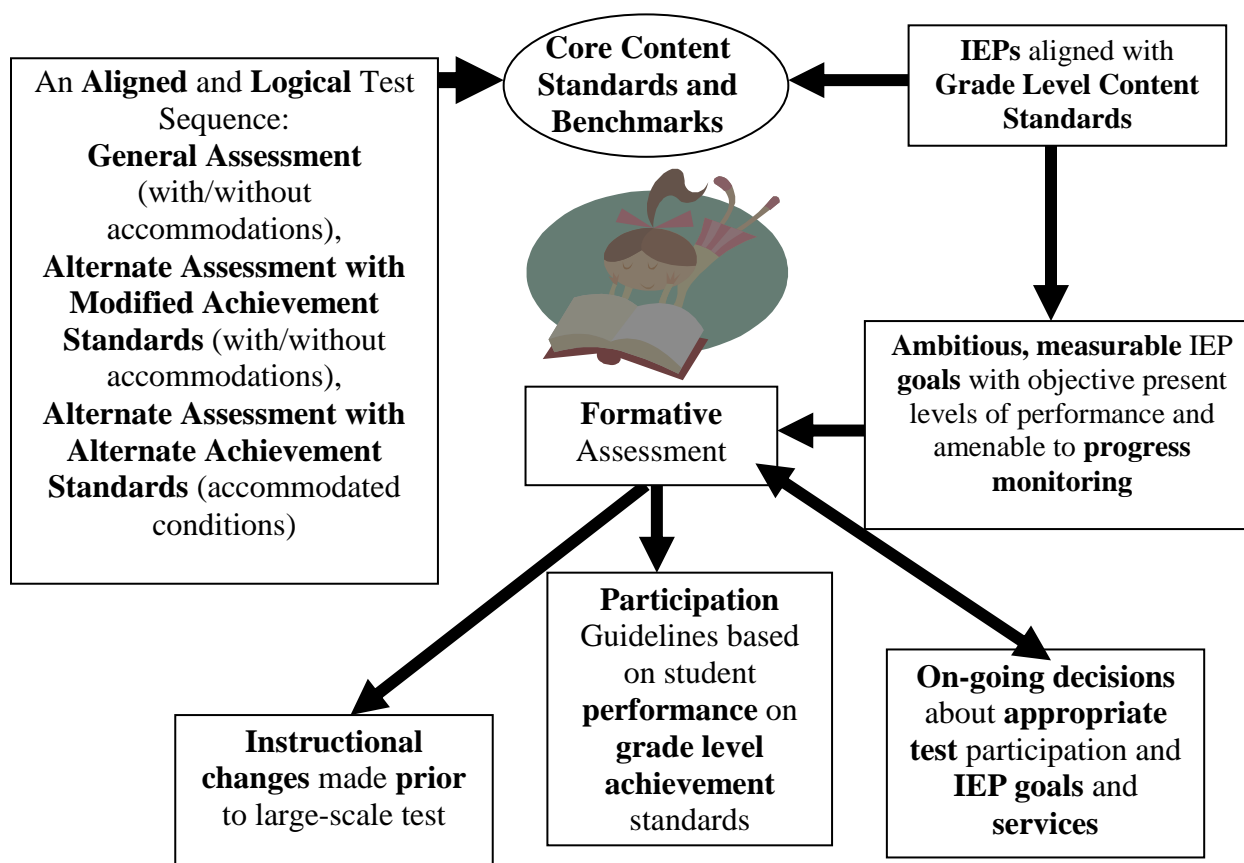 An Aligned and Logical Test
Sequence:
General Assessment
(with/without
accommodations),
Alternate Assessment with
Modified Achievement
Standards (with/without
accommodations),
Alternate Assessment with
Alternate Achievement
Standards (accommodated
conditions)
Core Content
Standards and
Benchmarks
IEPs aligned with
Grade Level Content
Standards
Ambitious, measurable IEP
goals with objective present
levels of performance and
amenable to progress
monitoring
Formative
Assessment
Instructional
changes made prior
to large-scale test
Participation
Guidelines based
on student
performance on
grade level
achievement
standards
On-going decisions
about appropriate
test participation and
IEP goals and
services